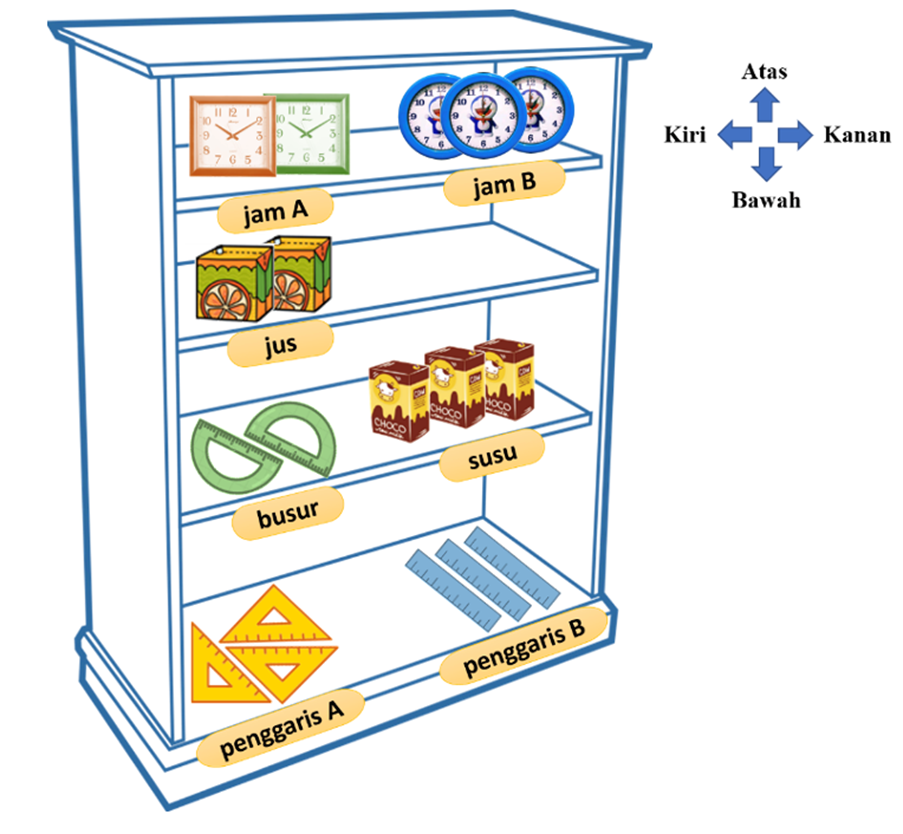 Atas
Kiri
Kanan
Bawah
jam A
jam B
jus
CHOCO
CHOCO
CHOCO
susu
busur
penggaris A
penggaris B